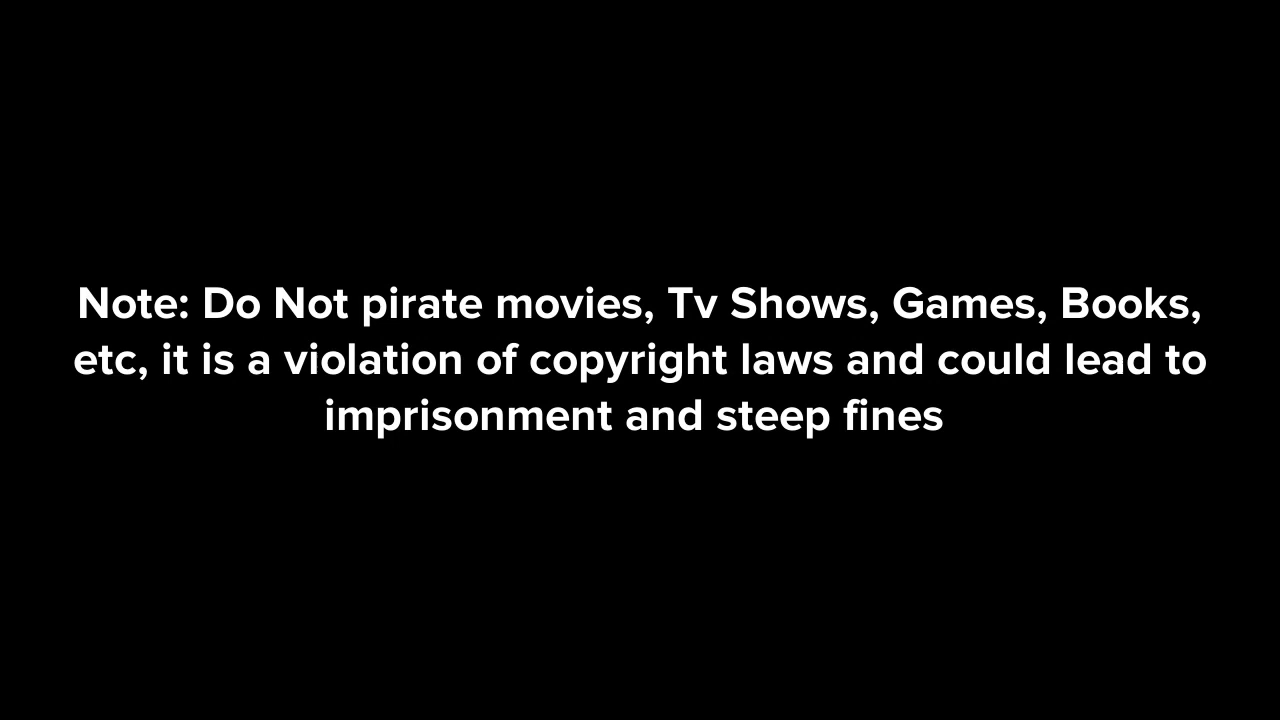 Note: Do Not pirate movies, Tv Shows, Games, Books,
etc, it is a violation of copyright laws and could lead to
imprisonment and steep fines